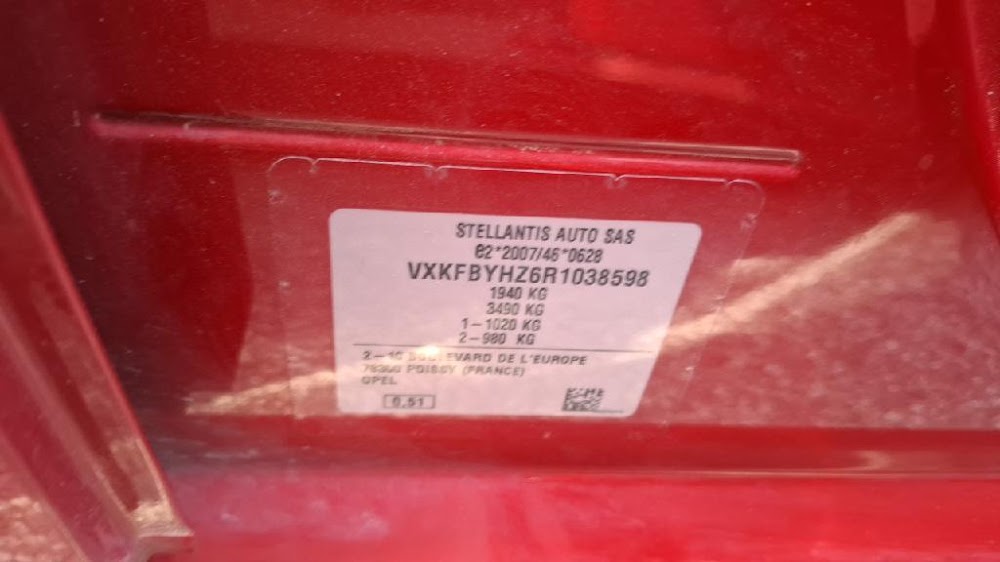 STELLANTIS AUTO SAS
e2*2007/46*0628
VXKFBYHZ6R1038598
1940 KG
3490 KG
1-1020 KG
2-980 KG
2-10 BOULEVARD DE L'EUROPE
78300 POISSY (FRANCE)
OPEL
0.51